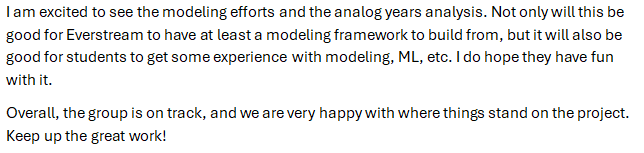 I am excited to see the modeling efforts and the analog years analysis. Not only will this be
good for Everstream to have at least a modeling framework to build from, but it will also be
good for students to get some experience with modeling, ML, etc. I do hope they have fun
with it.
Overall, the group is on track, and we are very happy with where things stand on the project.
Keep up the great work!